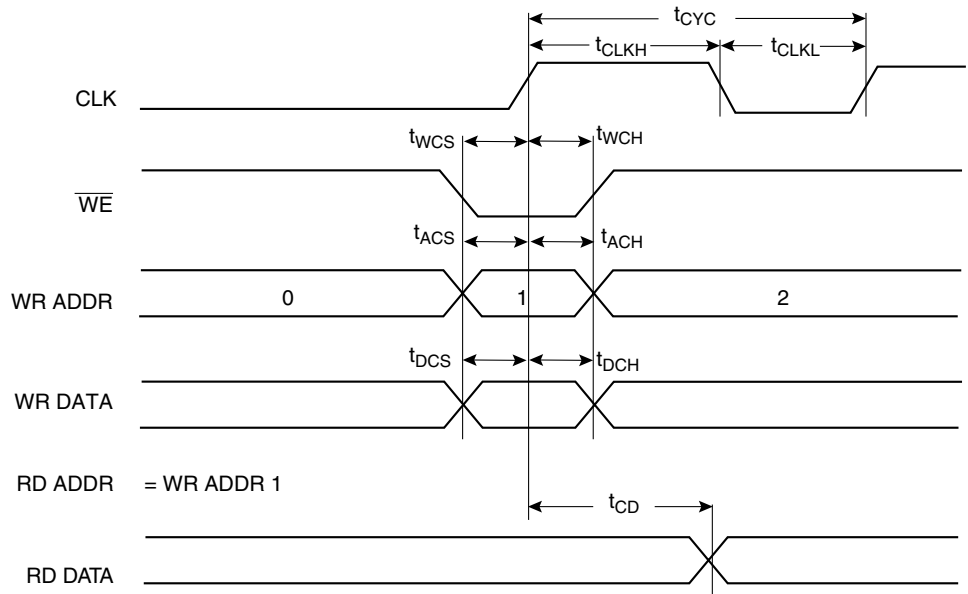 tCYC
tCLKH tCLKL
CLK
tWCS tWCH
WE
tACS tACH
WR ADDR 0 1 2
tDCS tDCH
WR DATA
RD ADDR = WR ADDR 1
tCD
RD DATA